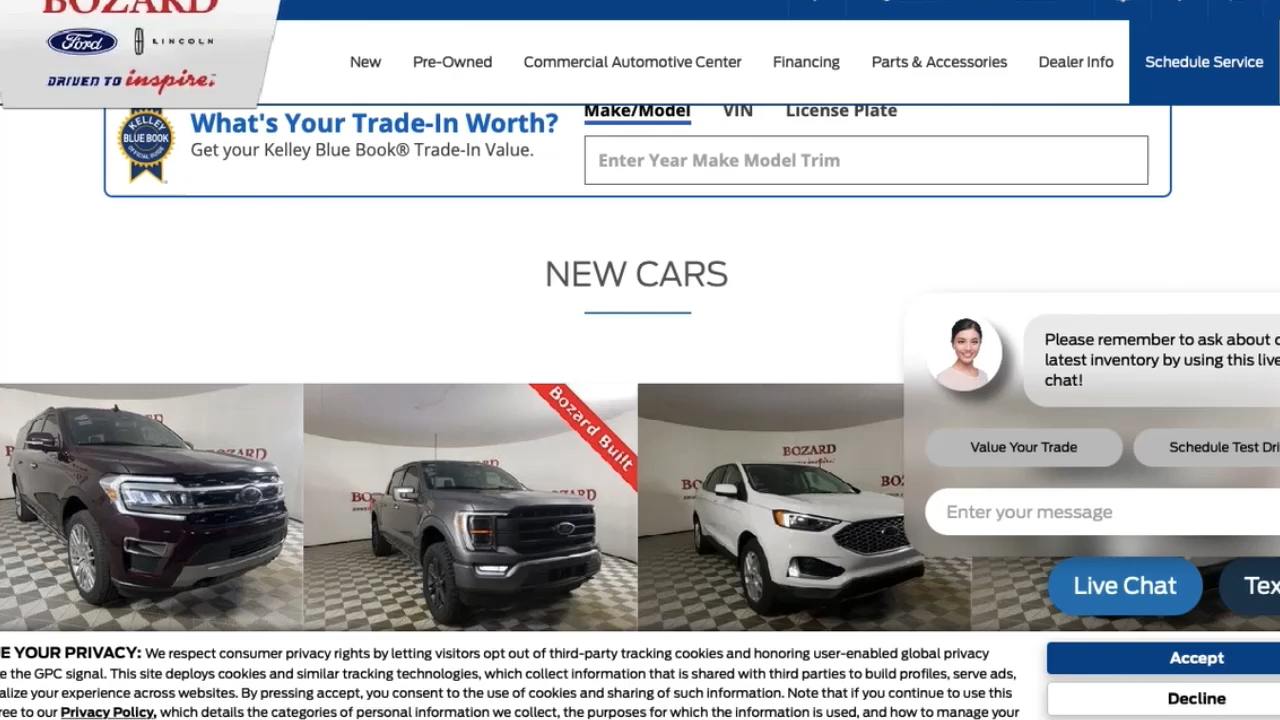 BOZARD
Ford LINCOLN
DRIVEN TO inspire.
New Pre-Owned Commercial Automotive Center Financing Parts & Accessories Dealer Info Schedule Service
KELLEY BLUE BOOK OFFICIAL GUIDE
What's Your Trade-In Worth?
Get your Kelley Blue Book® Trade-In Value.
Make/Model VIN License Plate
Enter Year Make Model Trim
NEW CARS
Please remember to ask about
latest inventory by using this live
chat!
Bozard Built
BOZARD
Value Your Trade Schedule Test Dri
Enter your message
Live Chat Tex
E YOUR PRIVACY: We respect consumer privacy rights by letting visitors opt out of third-party tracking cookies and honoring user-enabled global privacy
e the GPC signal. This site deploys cookies and similar tracking technologies, which collect information that is shared with third parties to build profiles, serve ads,
alize your experience across websites. By pressing accept, you consent to the use of cookies and sharing of such information. Note that if you continue to use this
ree to our Privacy Policy, which details the categories of personal information we collect, the purposes for which the information is used, and how to manage your
Accept
Decline